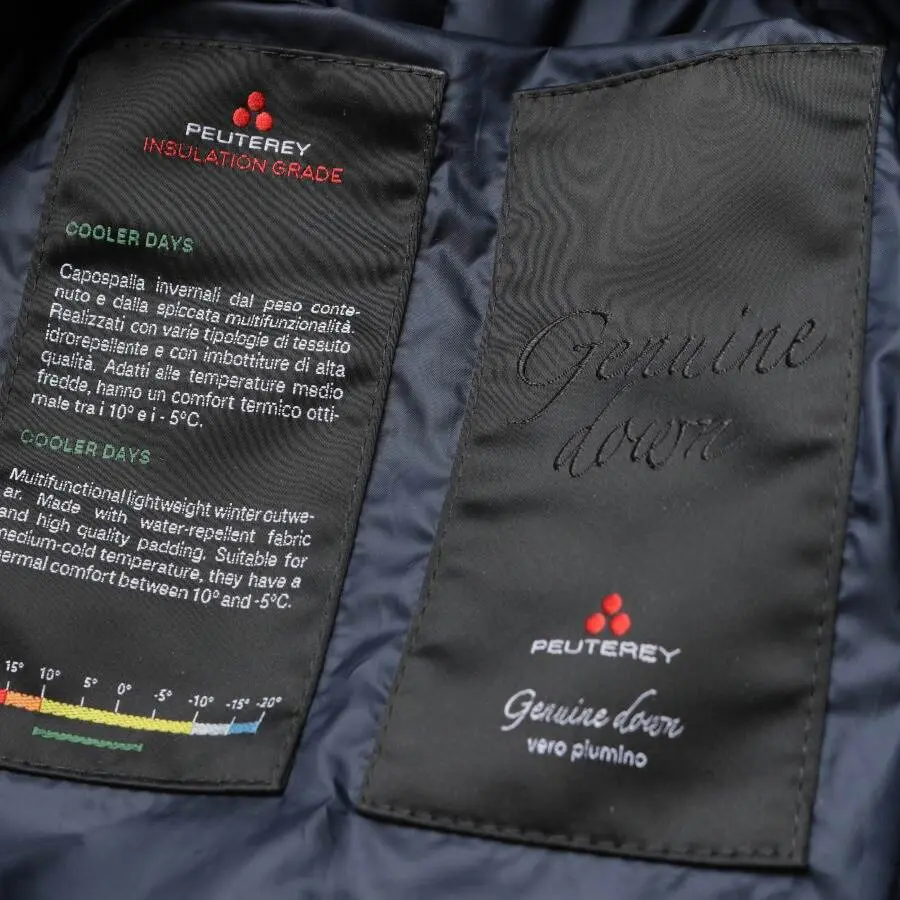 PEUTEREY
INSULATION GRADE
COOLER DAYS
Capospalla invernali dal peso conte-
nuto e dalla spiccata multifunzionalità.
Realizzati con varie tipologie di tessuto
idrorepellente e con imbottiture di alta
qualità. Adatti alle temperature medio
fredde, hanno un comfort termico otti-
male tra i 10° e i - 5°C.
COOLER DAYS
Multifunctional lightweight winter outwe-
ar. Made with water-repellent fabric
and high quality padding. Suitable for
medium-cold temperature, they have a
thermal comfort between 10° and -5°C.
15° 10° 5° 0° -5° -10° -15° -20°
Genuine
down
PEUTEREY
Genuine down
vero piumino